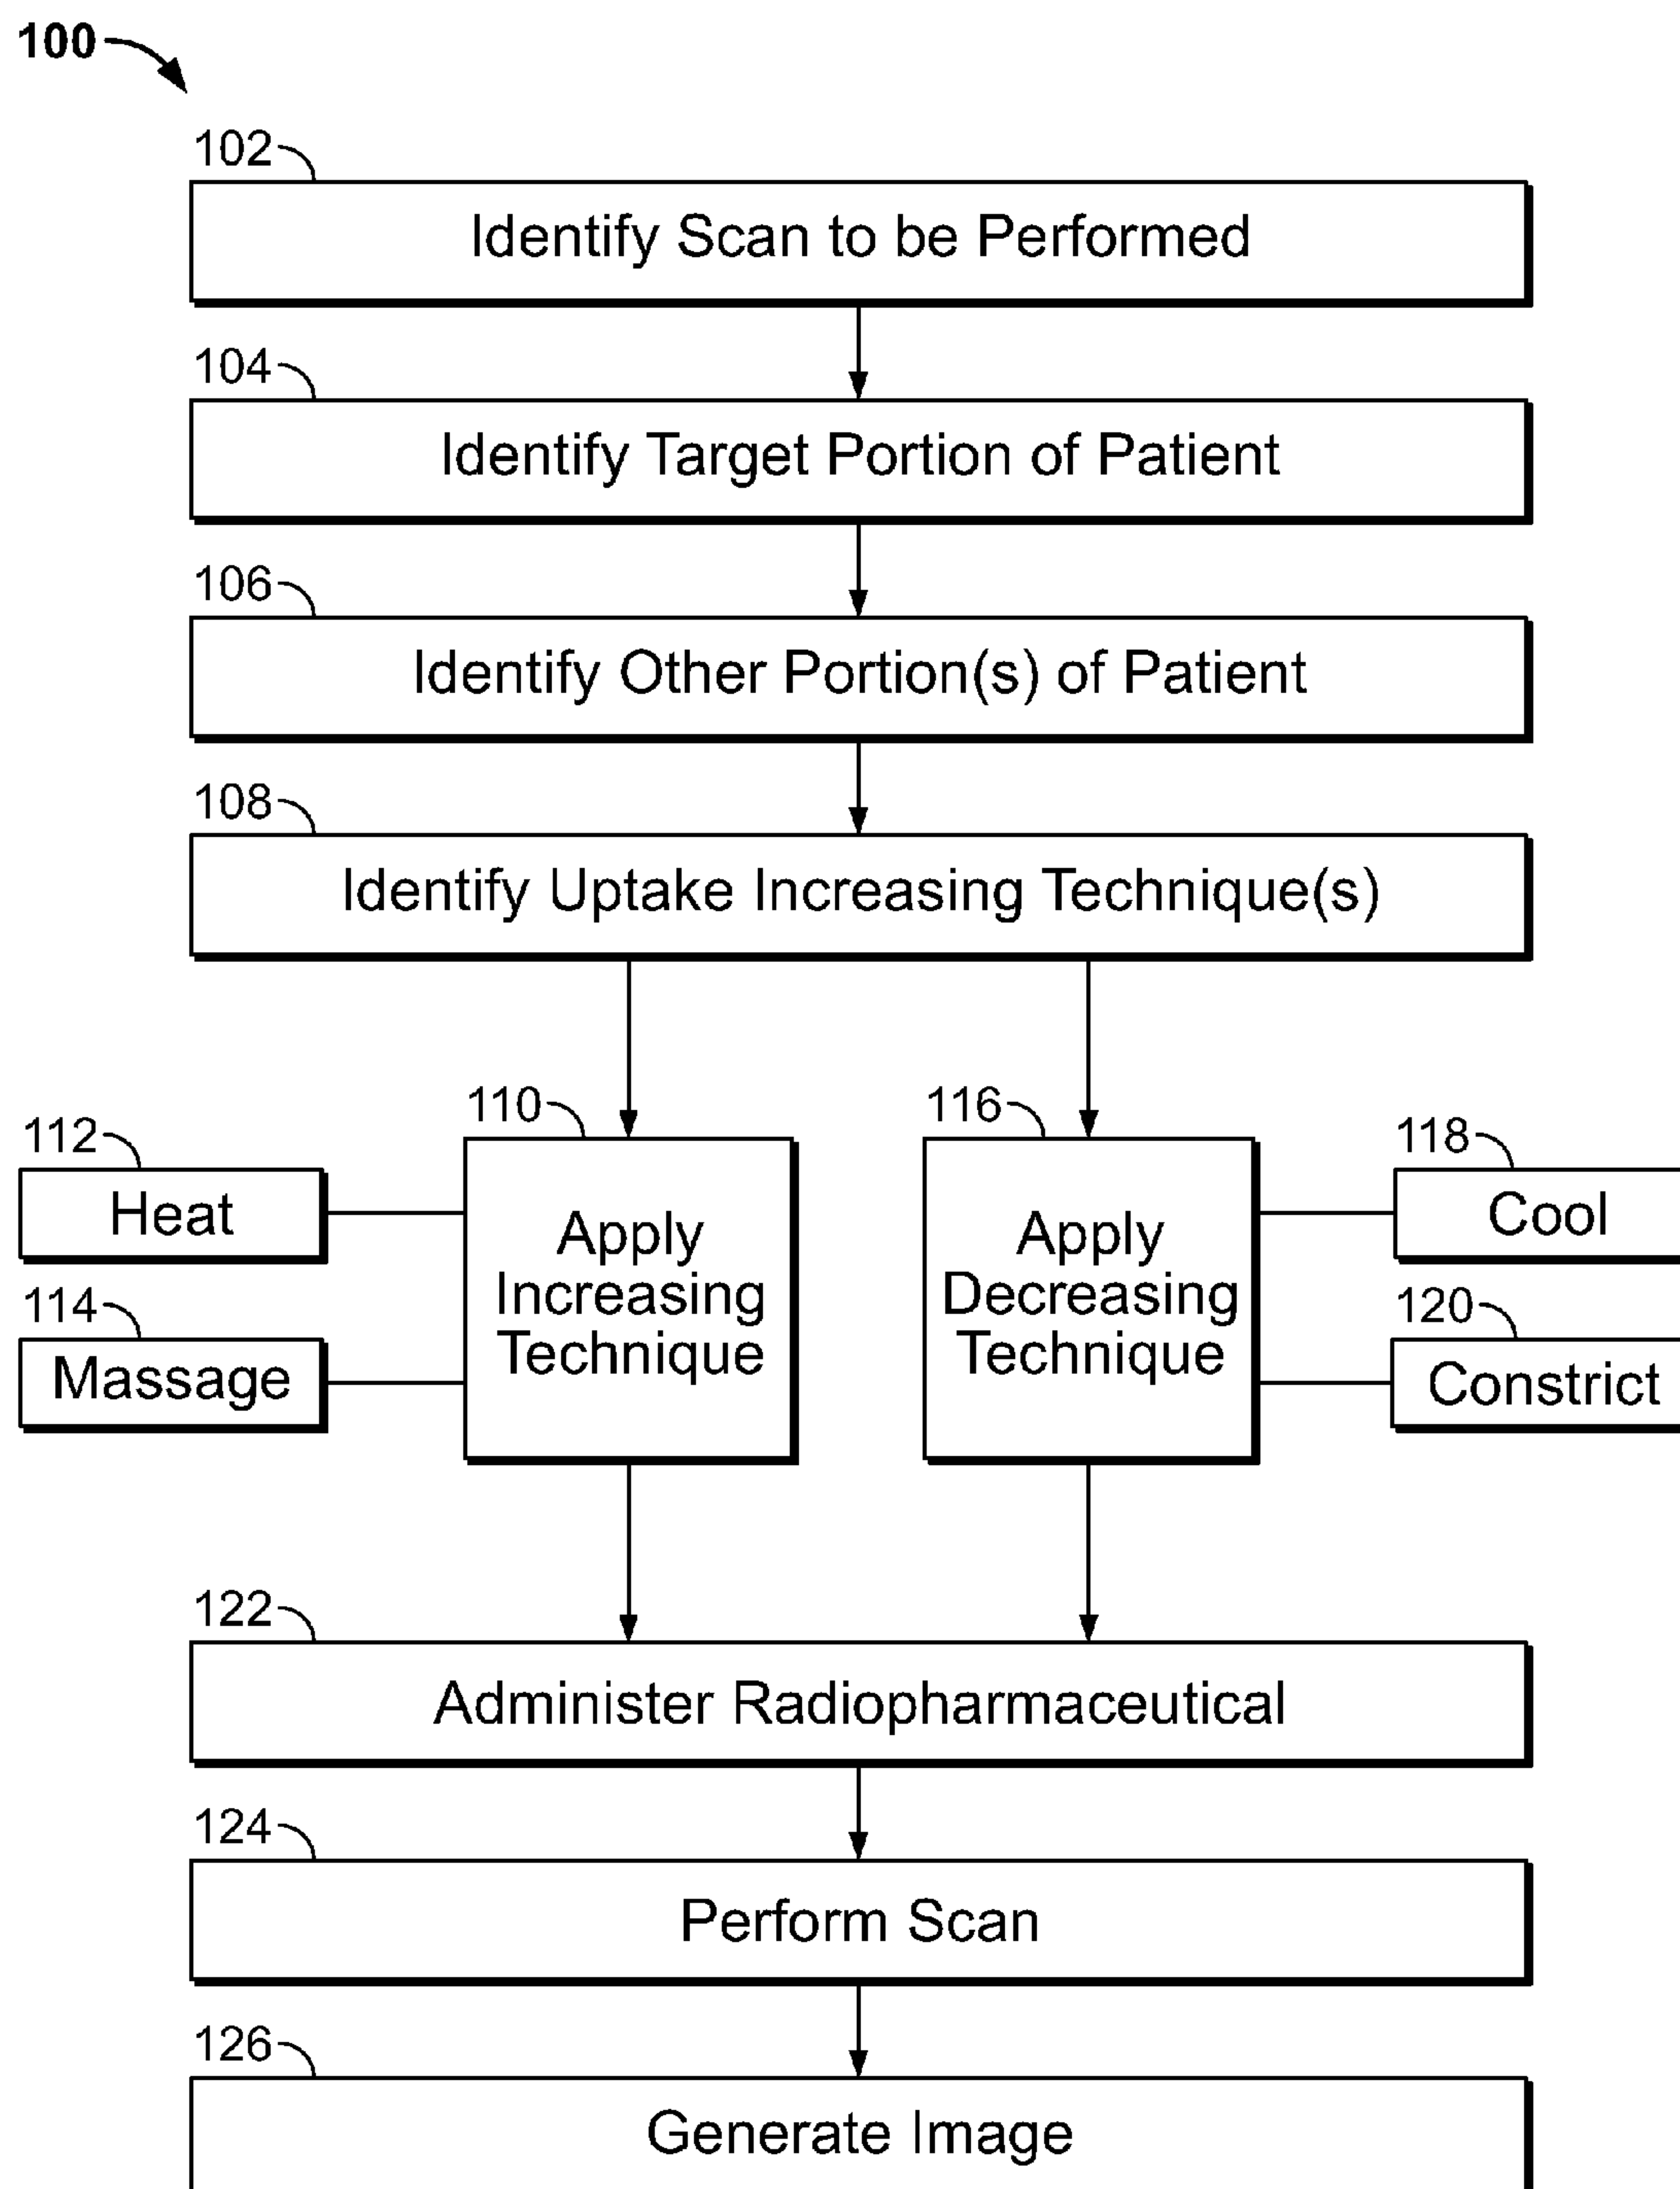 100
102
Identify Scan to be Performed
104
Identify Target Portion of Patient
106
Identify Other Portion(s) of Patient
108
Identify Uptake Increasing Technique(s)
110
116
112
118
Heat
Apply
Increasing
Technique
Apply
Decreasing
Technique
Cool
114
120
Massage
Constrict
122
Administer Radiopharmaceutical
124
Perform Scan
126
Generate Image